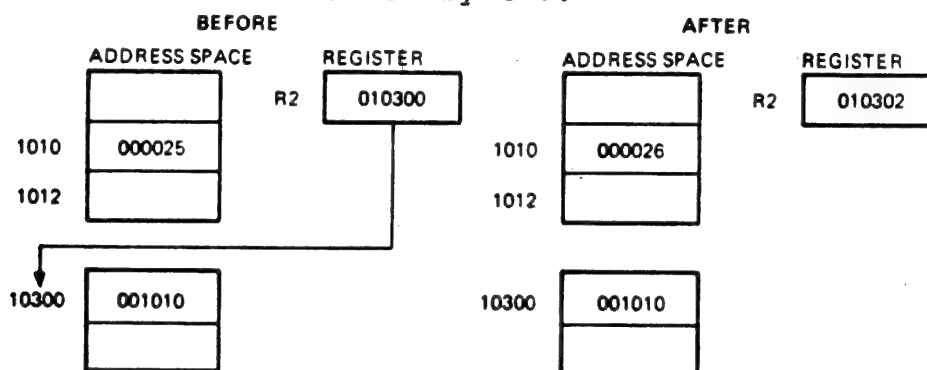 BEFORE AFTER
ADDRESS SPACE REGISTER ADDRESS SPACE REGISTER
R2 010300 R2 010302
1010 000025 1010 000026
1012 1012
10300 001010 10300 001010